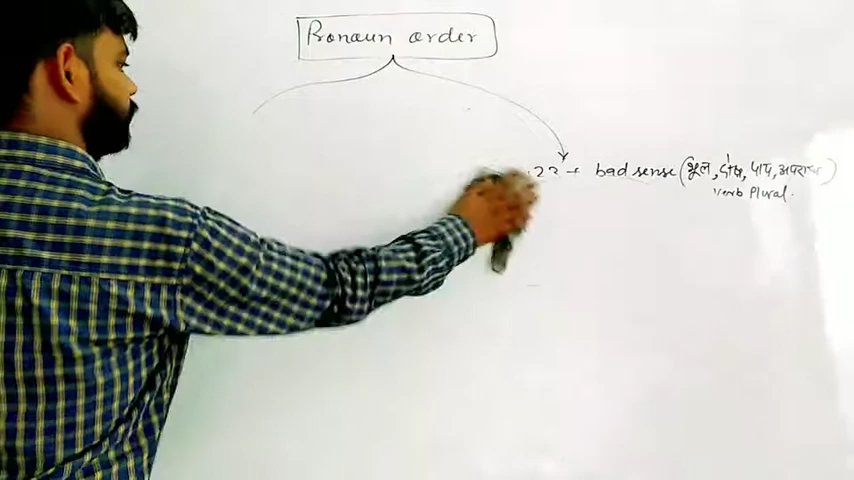 Pronoun order
bad sense (भूल, दोष, पाप, अपराध)
verb Plural.